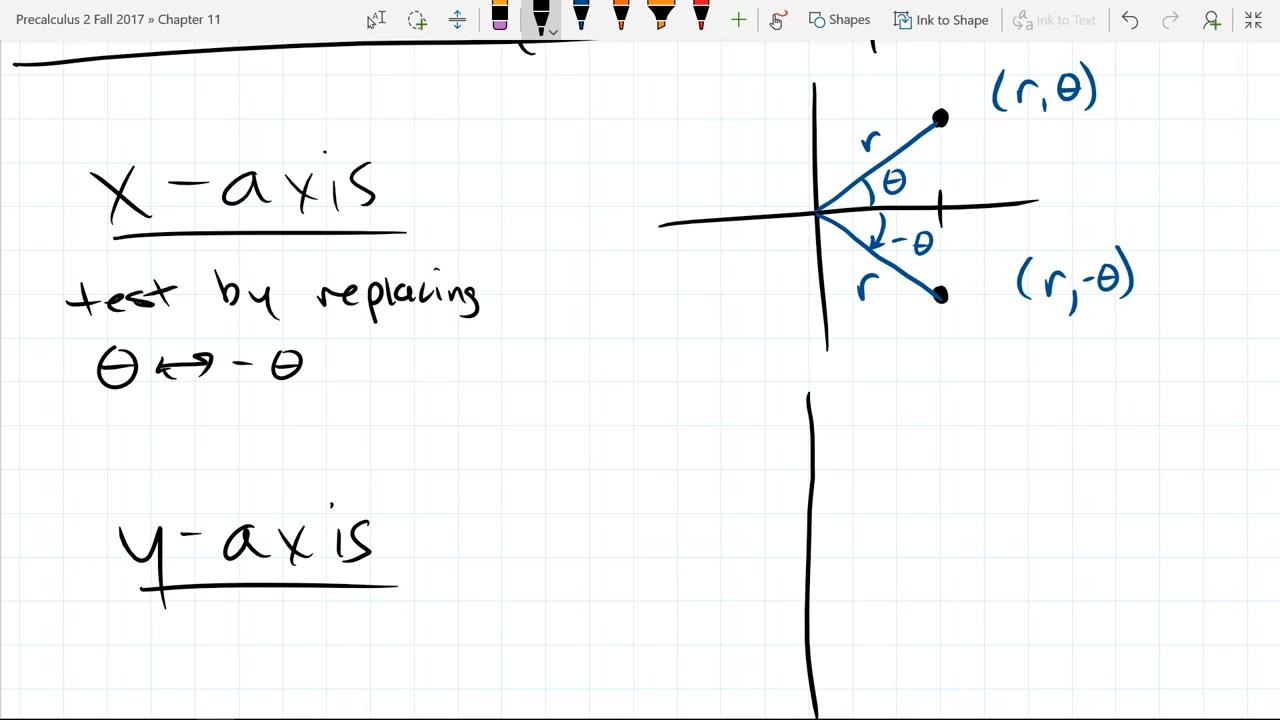 Precalculus 2 Fall 2017 » Chapter 11
Shapes
Ink to Shape
Ink to Text
(r, θ)
r
θ
x-axis
-θ
r
(r, -θ)
test by replacing
θ ↔ - θ
y-axis